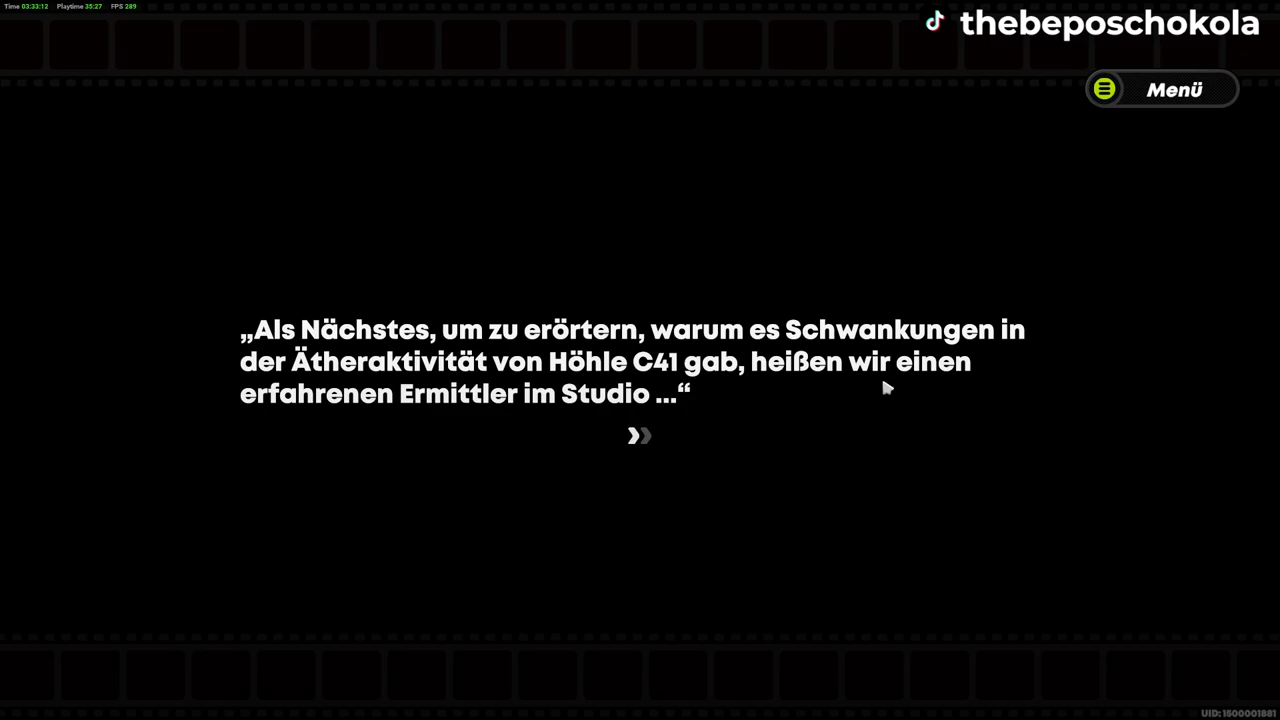 Time 03:33:12 Playtime 35:27 FPS 289
thebeposchokola
Menü
„Als Nächstes, um zu erörtern, warum es Schwankungen in
der Ätheraktivität von Höhle C41 gab, heißen wir einen
erfahrenen Ermittler im Studio ...“
UID: 1500001881